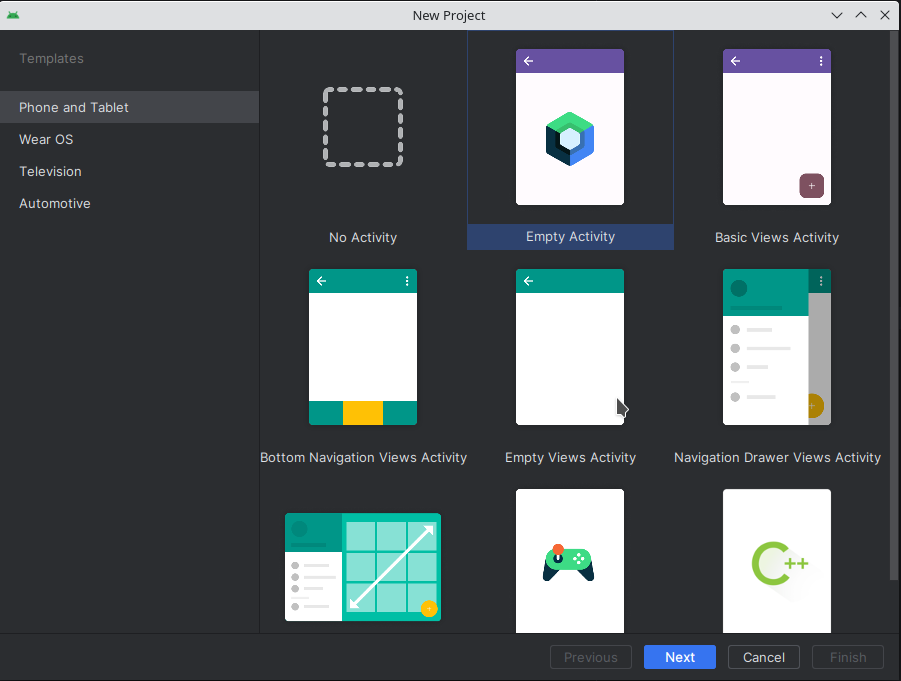 New Project
Templates
Phone and Tablet
Wear OS
Television
Automotive
No Activity
Empty Activity
Basic Views Activity
Bottom Navigation Views Activity
Empty Views Activity
Navigation Drawer Views Activity
C++
Previous
Next
Cancel
Finish